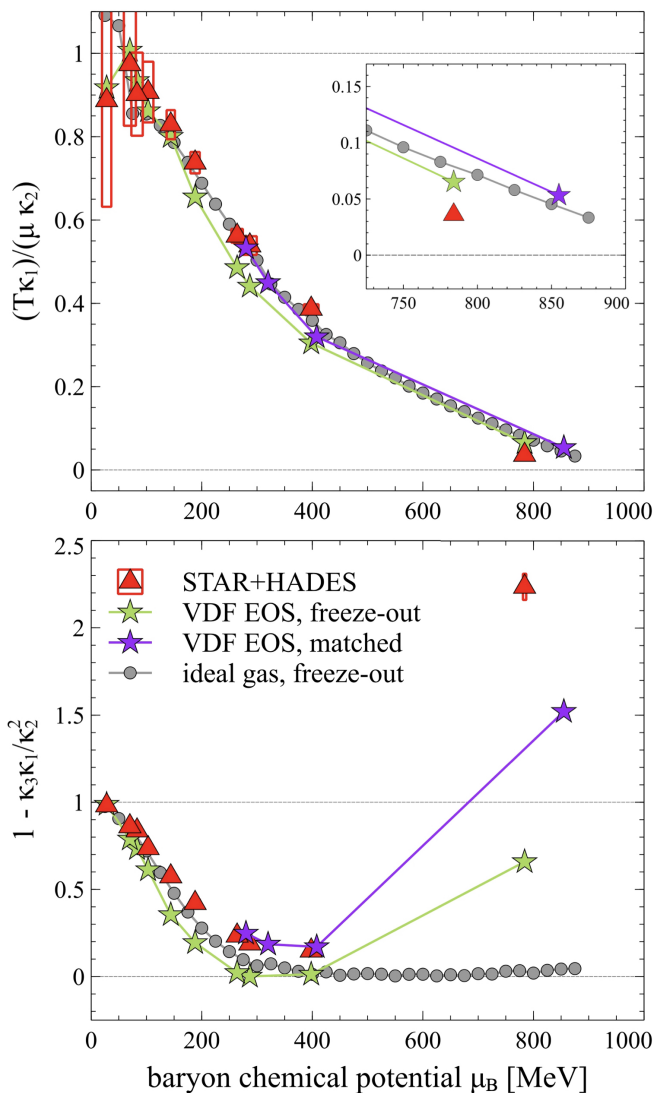 (Tκ₁)/(μ κ₂)
1
0.8
0.6
0.4
0.2
0
0 200 400 600 800 1000
0.15
0.1
0.05
0
750 800 850 900
1 - κ₃κ₁/κ₂²
2.5
2
1.5
1
0.5
0
STAR+HADES
VDF EOS, freeze-out
VDF EOS, matched
ideal gas, freeze-out
0 200 400 600 800 1000
baryon chemical potential μ_B [MeV]